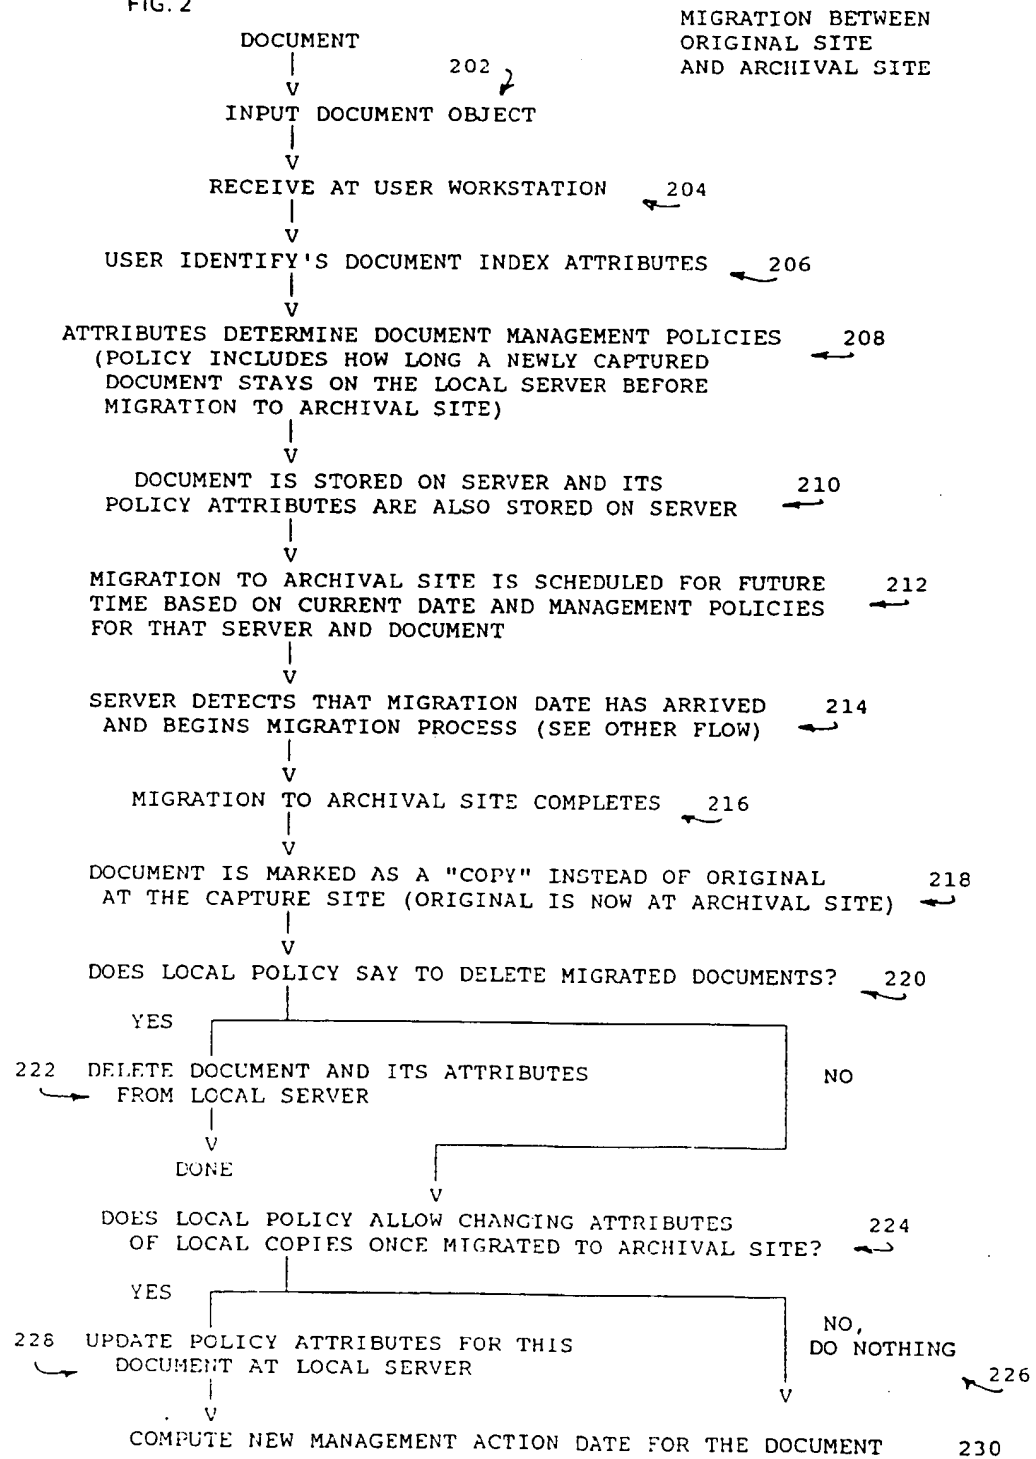 FIG. 2
MIGRATION BETWEEN
ORIGINAL SITE
AND ARCHIVAL SITE
DOCUMENT
202
V
INPUT DOCUMENT OBJECT
V
RECEIVE AT USER WORKSTATION 204
V
USER IDENTIFY'S DOCUMENT INDEX ATTRIBUTES 206
V
ATTRIBUTES DETERMINE DOCUMENT MANAGEMENT POLICIES 208
(POLICY INCLUDES HOW LONG A NEWLY CAPTURED
DOCUMENT STAYS ON THE LOCAL SERVER BEFORE
MIGRATION TO ARCHIVAL SITE)
V
DOCUMENT IS STORED ON SERVER AND ITS 210
POLICY ATTRIBUTES ARE ALSO STORED ON SERVER
V
MIGRATION TO ARCHIVAL SITE IS SCHEDULED FOR FUTURE 212
TIME BASED ON CURRENT DATE AND MANAGEMENT POLICIES
FOR THAT SERVER AND DOCUMENT
V
SERVER DETECTS THAT MIGRATION DATE HAS ARRIVED 214
AND BEGINS MIGRATION PROCESS (SEE OTHER FLOW)
V
MIGRATION TO ARCHIVAL SITE COMPLETES 216
V
DOCUMENT IS MARKED AS A "COPY" INSTEAD OF ORIGINAL 218
AT THE CAPTURE SITE (ORIGINAL IS NOW AT ARCHIVAL SITE)
V
DOES LOCAL POLICY SAY TO DELETE MIGRATED DOCUMENTS? 220
YES
222 DELETE DOCUMENT AND ITS ATTRIBUTES NO
FROM LOCAL SERVER
V
DONE
V
DOES LOCAL POLICY ALLOW CHANGING ATTRIBUTES 224
OF LOCAL COPIES ONCE MIGRATED TO ARCHIVAL SITE?
YES
NO,
228 UPDATE POLICY ATTRIBUTES FOR THIS DO NOTHING
DOCUMENT AT LOCAL SERVER 226
V
V
COMPUTE NEW MANAGEMENT ACTION DATE FOR THE DOCUMENT 230